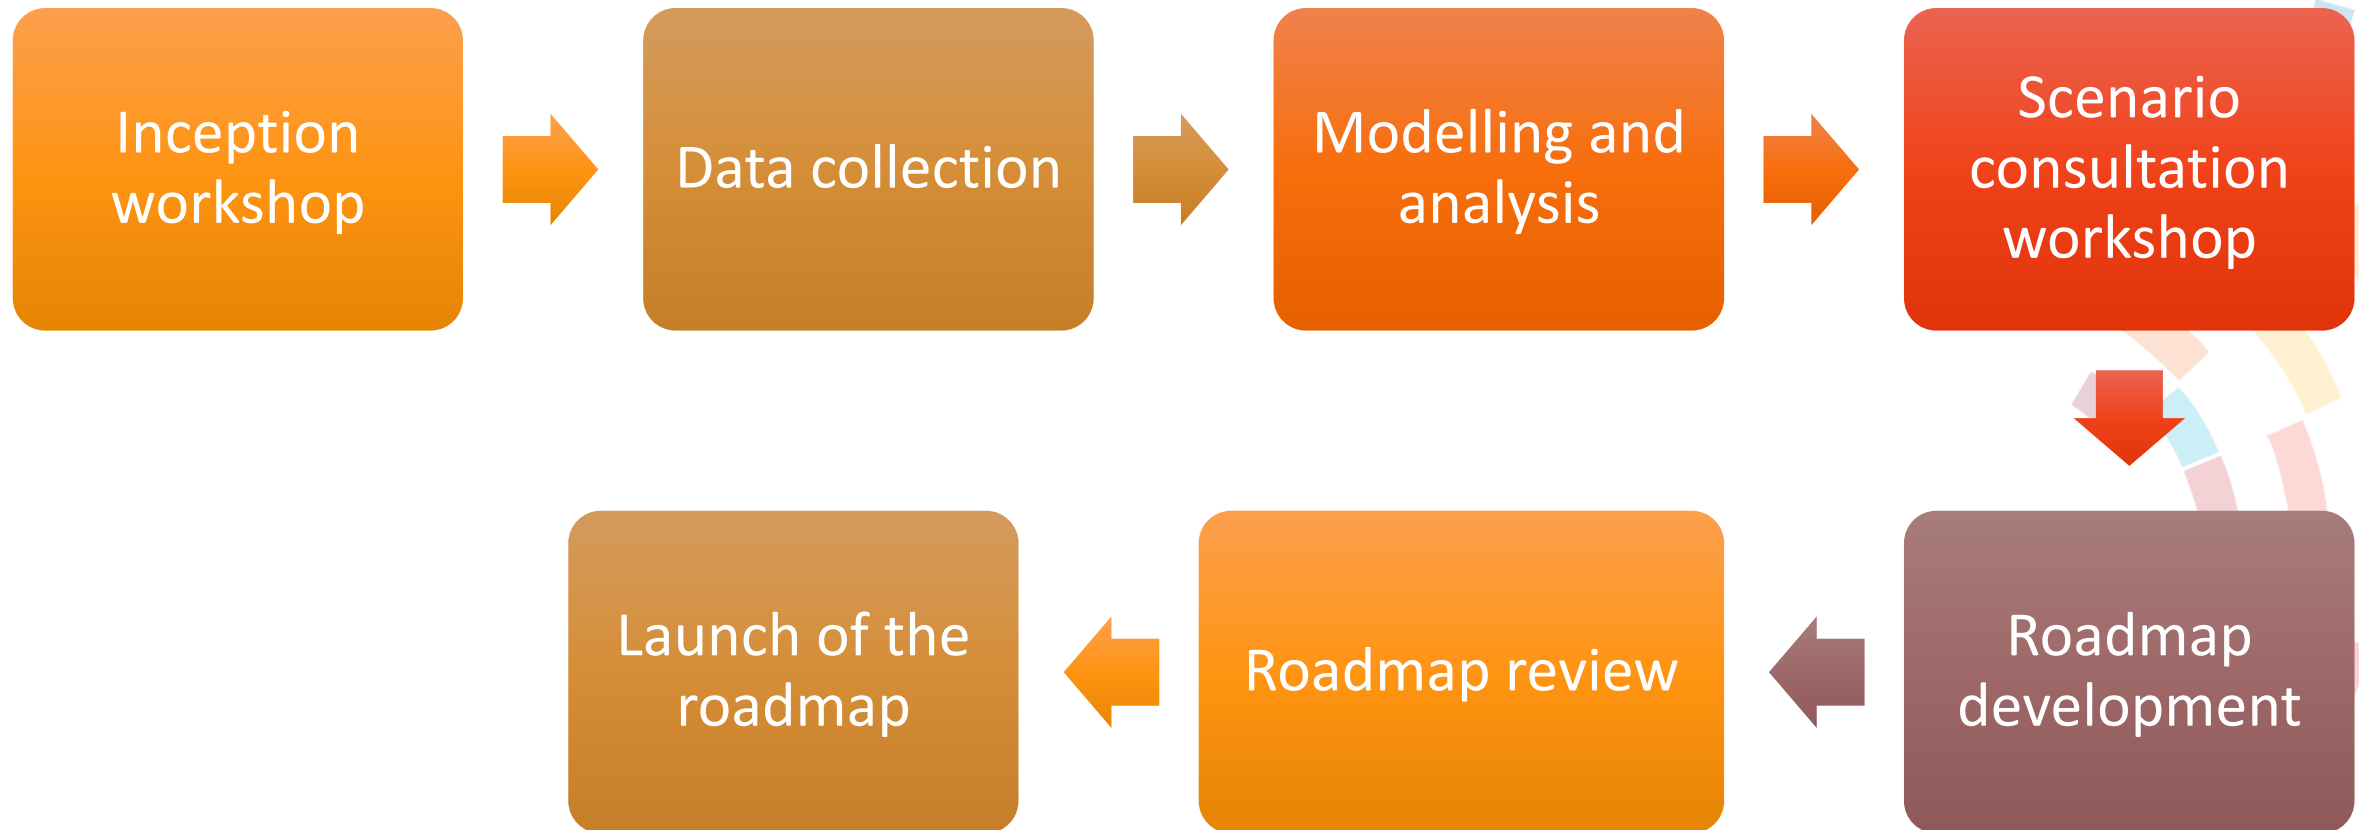 Inception
workshop
Data collection
Modelling and
analysis
Scenario
consultation
workshop
Roadmap
development
Roadmap review
Launch of the
roadmap